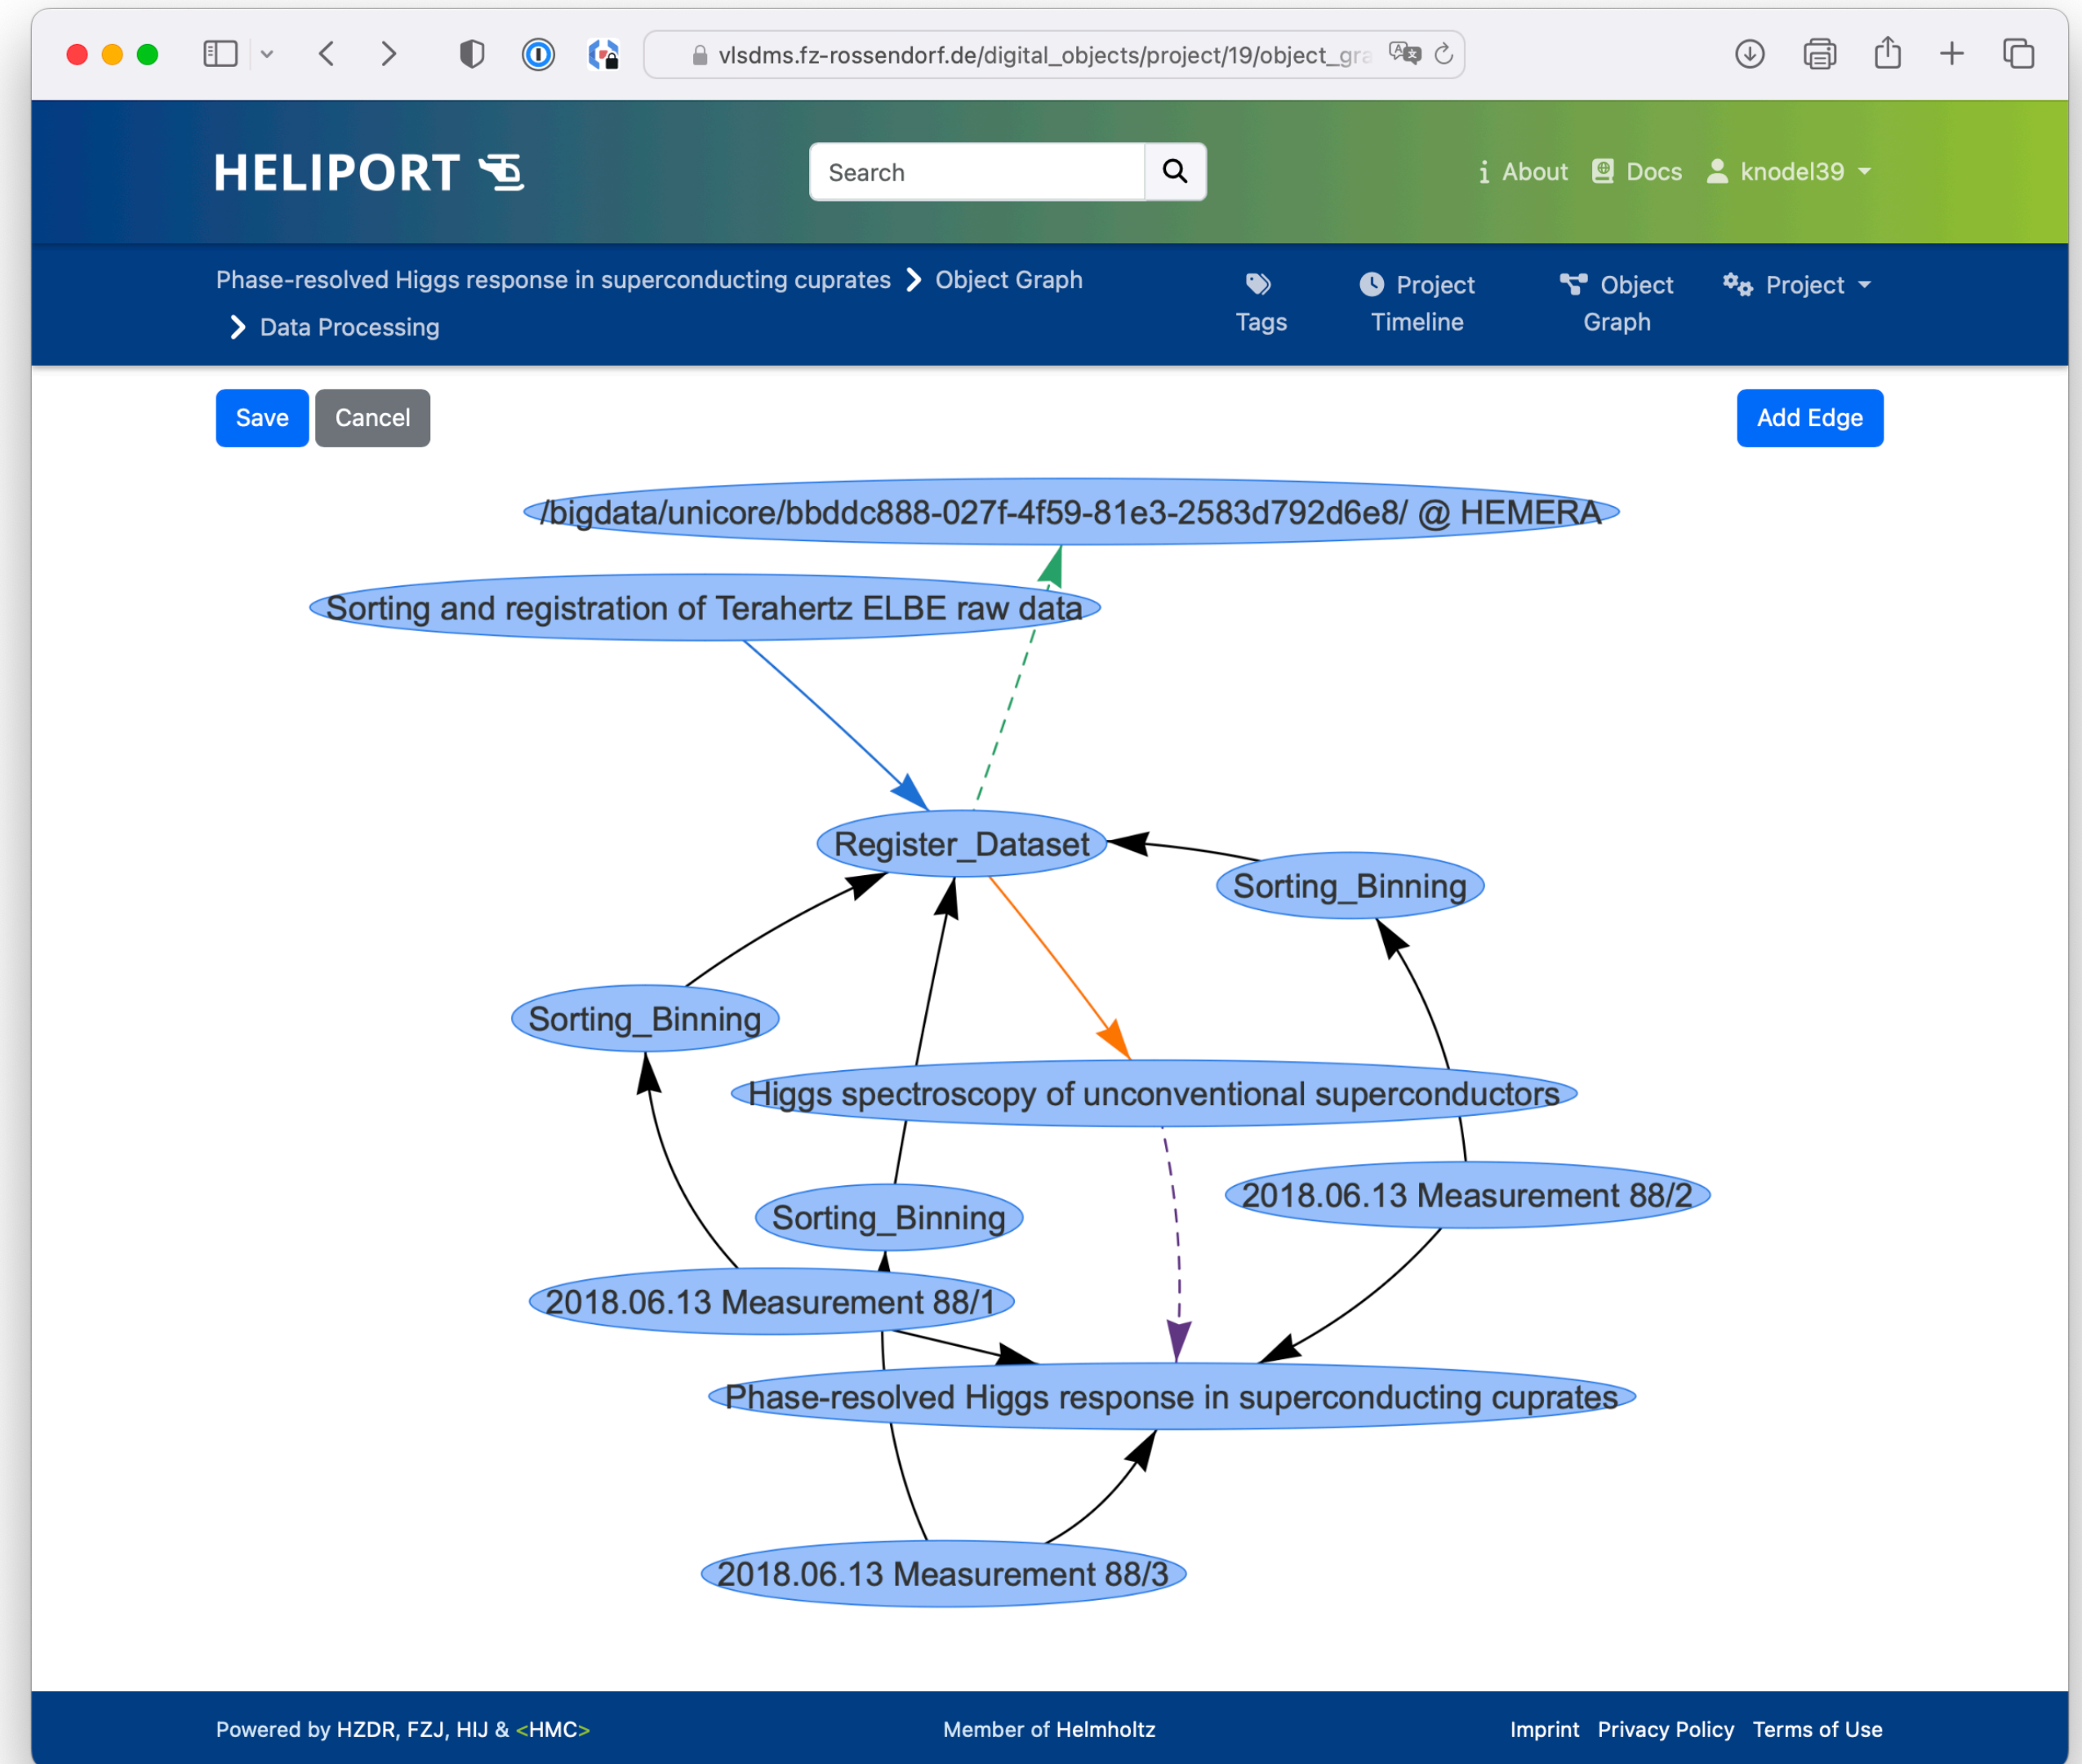 vlsdms.fz-rossendorf.de/digital_objects/project/19/object_gra
HELIPORT
Search
About
Docs
knodel39
Phase-resolved Higgs response in superconducting cuprates
Object Graph
Data Processing
Tags
Project
Timeline
Object
Graph
Project
Save
Cancel
Add Edge
/bigdata/unicore/bbddc888-027f-4f59-81e3-2583d792d6e8/ @ HEMERA
Sorting and registration of Terahertz ELBE raw data
Register_Dataset
Sorting_Binning
Sorting_Binning
Higgs spectroscopy of unconventional superconductors
2018.06.13 Measurement 88/2
Sorting_Binning
2018.06.13 Measurement 88/1
Phase-resolved Higgs response in superconducting cuprates
2018.06.13 Measurement 88/3
Powered by HZDR, FZJ, HIJ & <HMC>
Member of Helmholtz
Imprint Privacy Policy Terms of Use